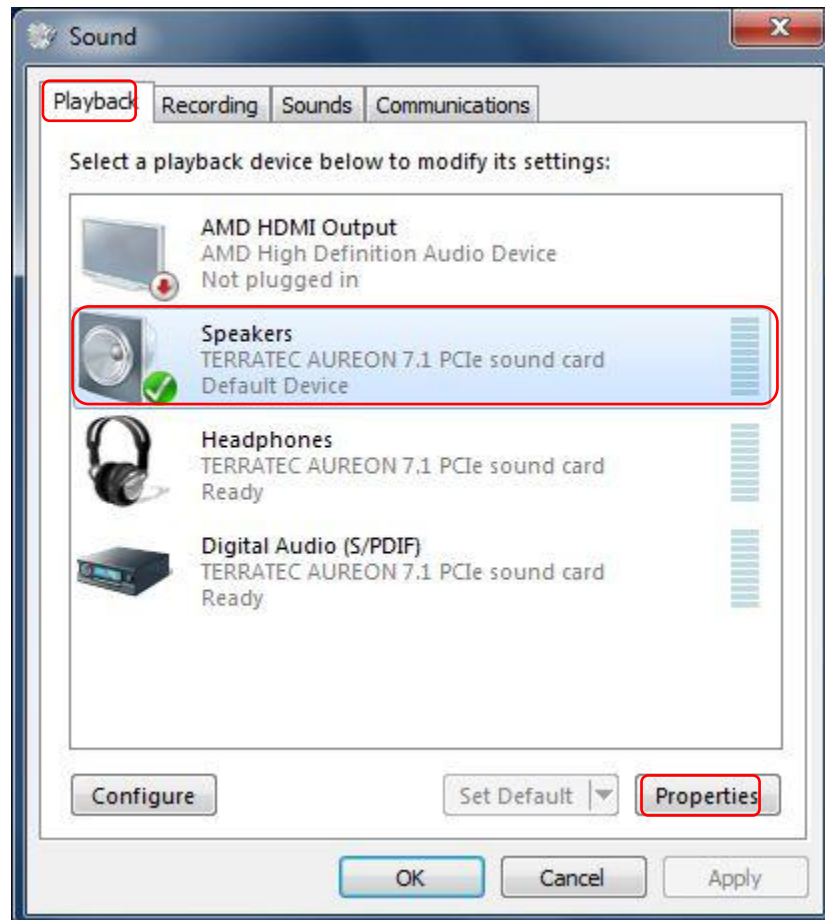 Sound
Playback Recording Sounds Communications
Select a playback device below to modify its settings:
AMD HDMI Output
AMD High Definition Audio Device
Not plugged in
Speakers
TERRATEC AUREON 7.1 PCIe sound card
Default Device
Headphones
TERRATEC AUREON 7.1 PCIe sound card
Ready
Digital Audio (S/PDIF)
TERRATEC AUREON 7.1 PCIe sound card
Ready
Configure Set Default Properties
OK Cancel Apply